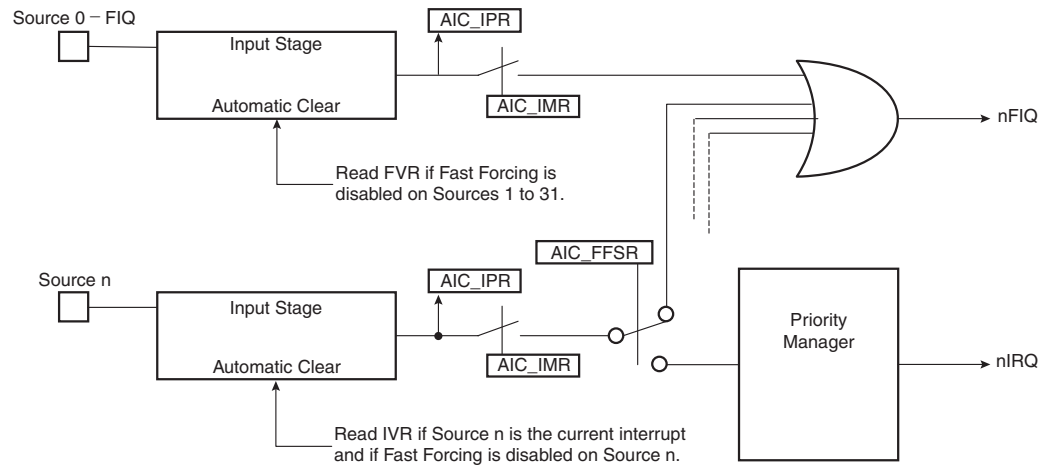 Source 0 – FIQ
AIC_IPR
Input Stage
Automatic Clear
AIC_IMR
nFIQ
Read FVR if Fast Forcing is
disabled on Sources 1 to 31.
AIC_FFSR
Source n
AIC_IPR
Input Stage
Priority
Manager
Automatic Clear
AIC_IMR
nIRQ
Read IVR if Source n is the current interrupt
and if Fast Forcing is disabled on Source n.